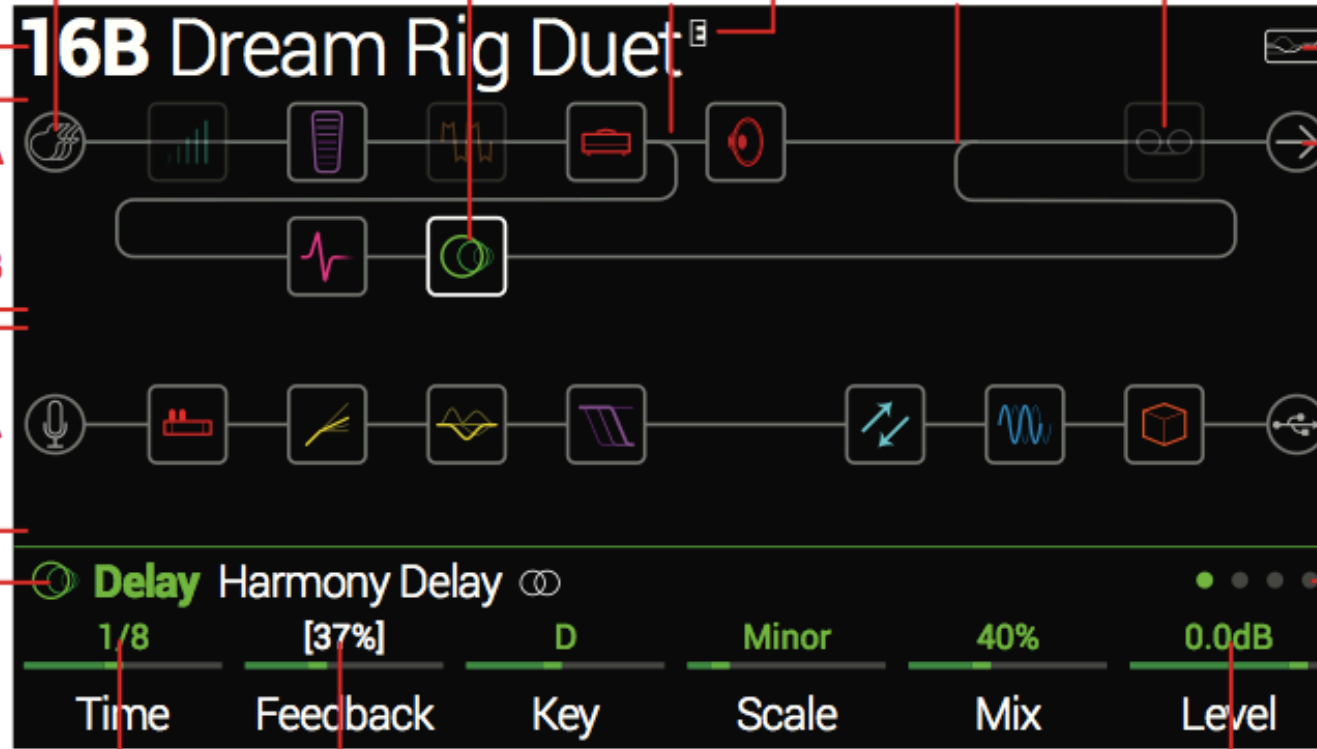 16B Dream Rig Duet E
Delay Harmony Delay
1/8 [37%] D Minor 40% 0.0dB
Time Feedback Key Scale Mix Level